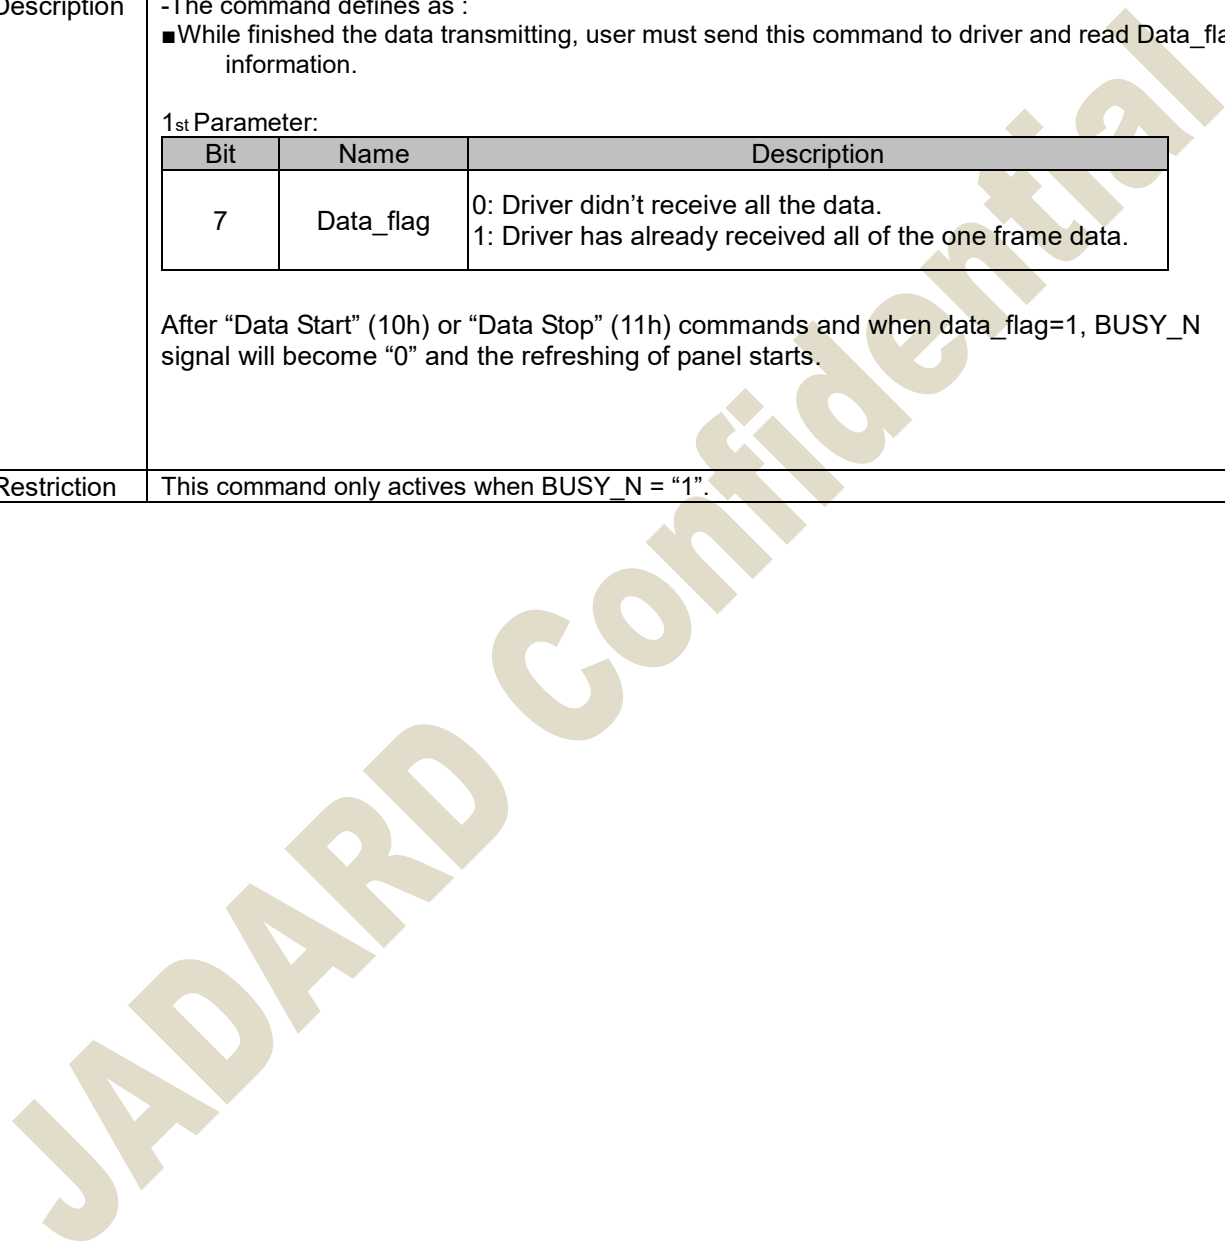 Description
-The command defines as :
■While finished the data transmitting, user must send this command to driver and read Data_fla
information.
1st Parameter:
Bit Name Description
7 Data_flag
0: Driver didn’t receive all the data.
1: Driver has already received all of the one frame data.
After “Data Start” (10h) or “Data Stop” (11h) commands and when data_flag=1, BUSY_N
signal will become “0” and the refreshing of panel starts.
Restriction This command only actives when BUSY_N = “1”.
JADARD Confidential